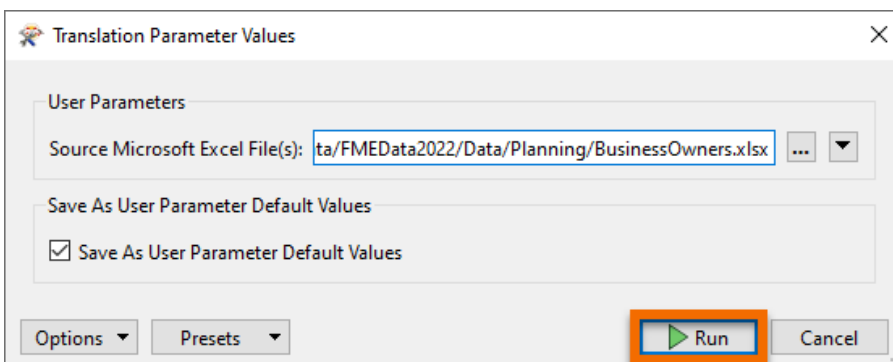 Translation Parameter Values
User Parameters
Source Microsoft Excel File(s): ta/FMEData2022/Data/Planning/BusinessOwners.xlsx ...
Save As User Parameter Default Values
Save As User Parameter Default Values
Options Presets Run Cancel